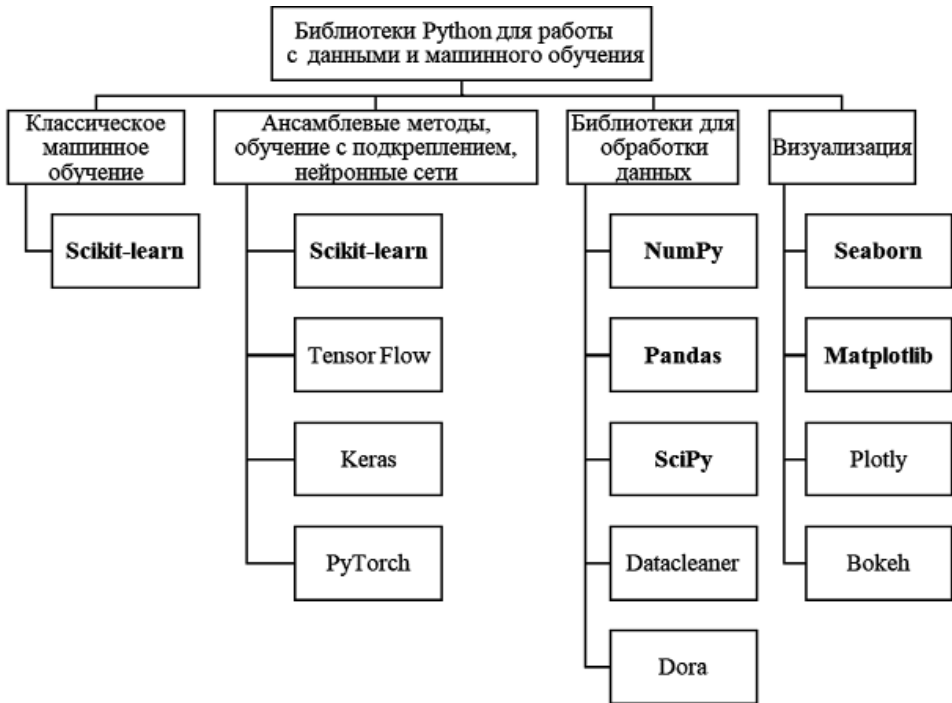 Библиотеки Python для работы
с данными и машинного обучения
Классическое
машинное
обучение
Ансамблевые методы,
обучение с подкреплением,
нейронные сети
Библиотеки для
обработки
данных
Визуализация
Scikit-learn
Scikit-learn
Tensor Flow
Keras
PyTorch
NumPy
Pandas
SciPy
Datacleaner
Dora
Seaborn
Matplotlib
Plotly
Bokeh